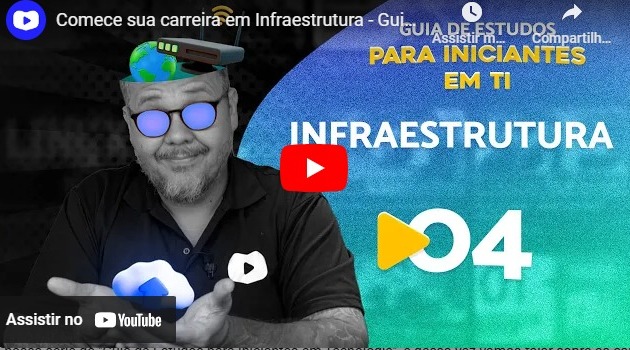 Comece sua carreira em Infraestrutura - Gui...
Assistir m...
Compartilh...
GUIA DE ESTUDOS
PARA INICIANTES
EM TI
INFRAESTRUTURA
04
Assistir no YouTube